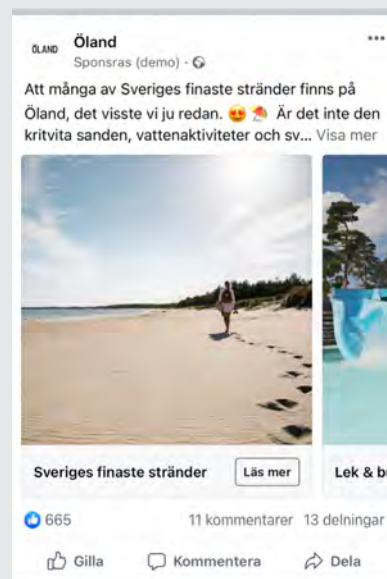 ÖLAND
Öland
Sponsras (demo) ·
Att många av Sveriges finaste stränder finns på
Öland, det visste vi ju redan. 😍 ⛱️ Är det inte den
kritvita sanden, vattenaktiviteter och sv... Visa mer
Sveriges finaste stränder
Läs mer
Lek & b
665
11 kommentarer 13 delningar
Gilla
Kommentera
Dela